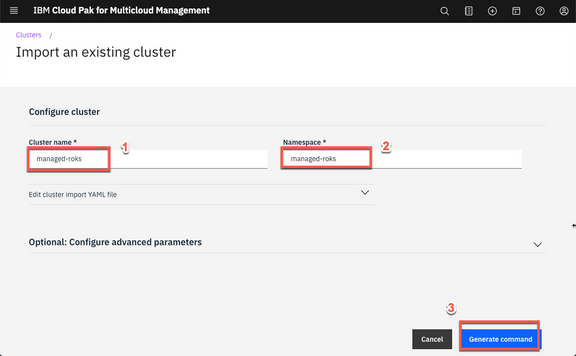 IBM Cloud Pak for Multicloud Management
Clusters /
Import an existing cluster
Configure cluster
Cluster name * 1
Namespace * 2
managed-roks
managed-roks
Edit cluster import YAML file
Optional: Configure advanced parameters
3
Cancel
Generate command